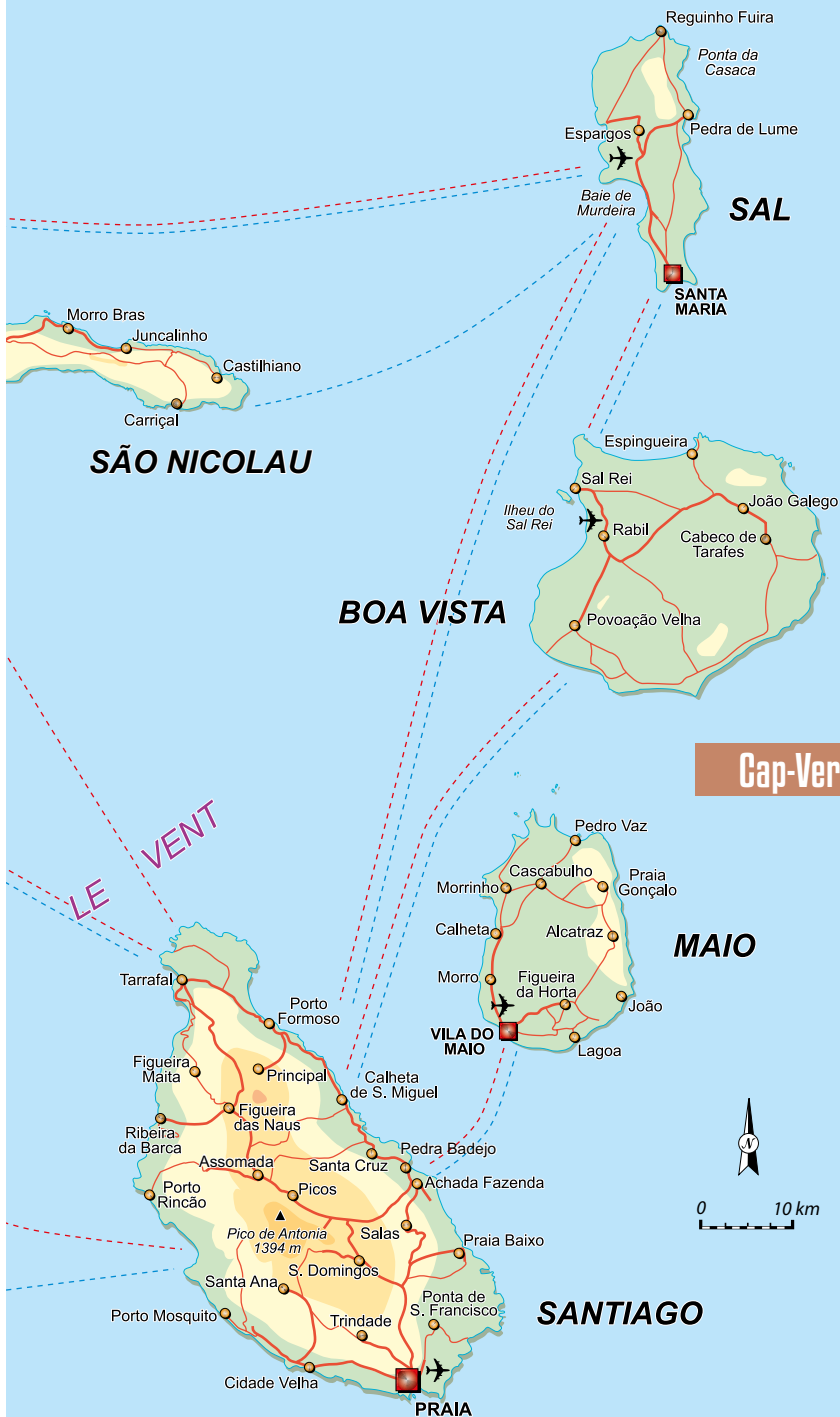 Reguinho Fuira
Ponta da
Casaca
Espargos
Pedra de Lume
Baie de
Murdeira
SAL
SANTA
MARIA
Morro Bras
Juncalinho
Castilhiano
Carriçal
SÃO NICOLAU
Espingueira
Sal Rei
João Galego
Ilheu do
Sal Rei
Rabil
Cabeco de
Tarafes
BOA VISTA
Povoação Velha
Cap-Ver
LE VENT
Pedro Vaz
Cascabulho
Praia
Gonçalo
Morrinho
Calheta
Alcatraz
MAIO
Morro
Figueira
da Horta
João
VILA DO
MAIO
Lagoa
Tarrafal
Porto
Formoso
Figueira
Maita
Principal
Calheta
de S. Miguel
Figueira
das Naus
Ribeira
da Barca
Assomada
Santa Cruz
Pedra Badejo
Achada Fazenda
Picos
Porto
Rincão
Pico de Antonia
1394 m
Salas
Praia Baixo
S. Domingos
Santa Ana
Ponta de
S. Francisco
Porto Mosquito
Trindade
SANTIAGO
Cidade Velha
PRAIA
N
0 10 km